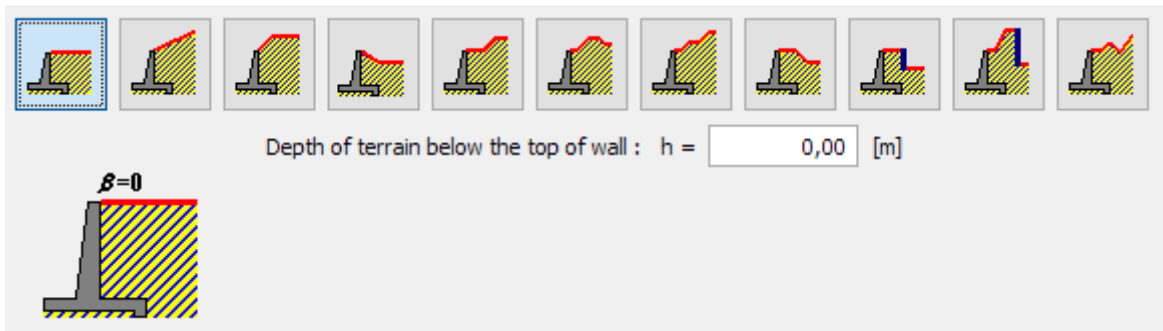 Depth of terrain below the top of wall : h = 0,00 [m]
β=0